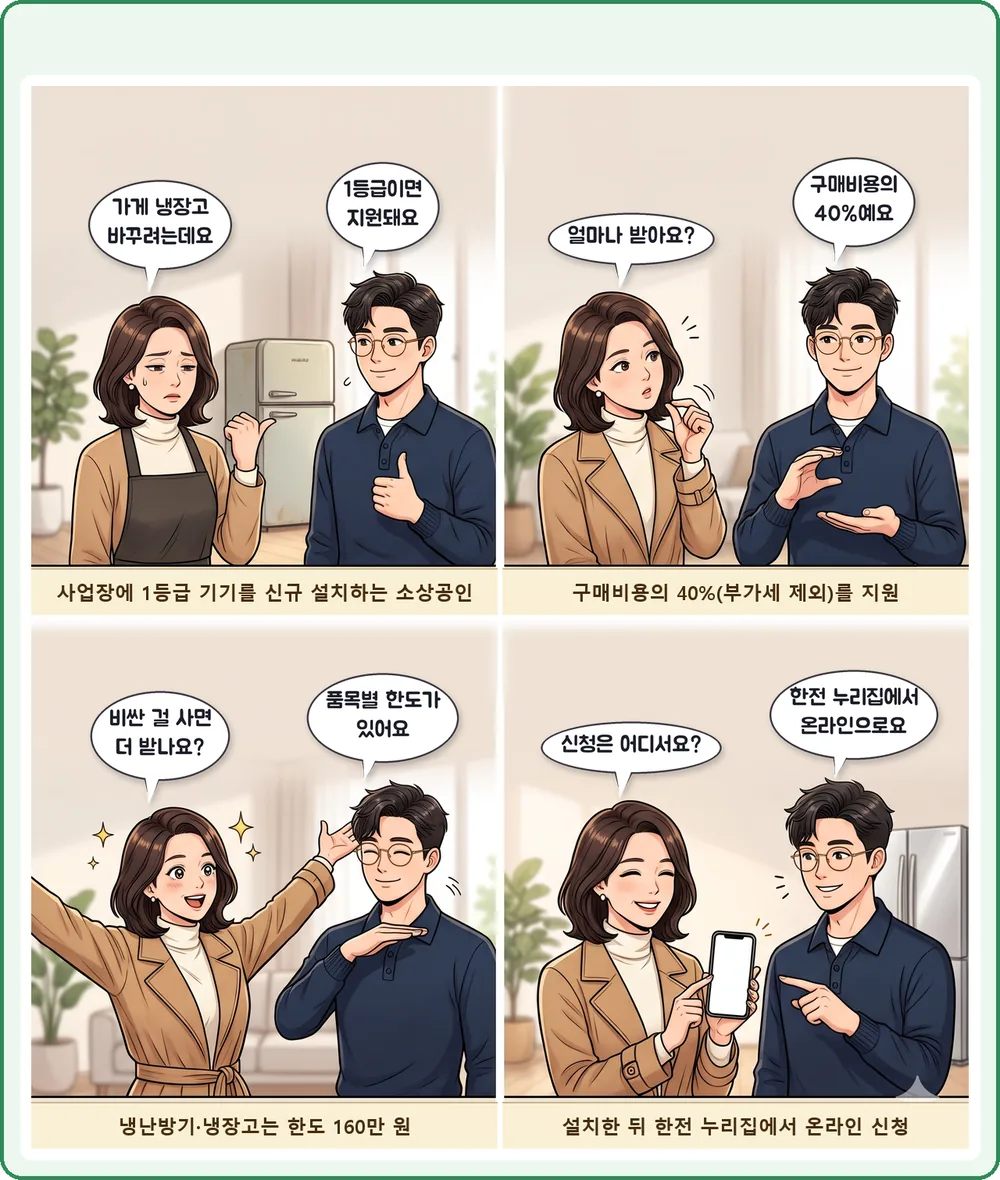 가게 냉장고
바꾸려는데요
1등급이면
지원돼요
사업장에 1등급 기기를 신규 설치하는 소상공인
얼마나 받아요?
구매비용의
40%예요
구매비용의 40%(부가세 제외)를 지원
비싼 걸 사면
더 받나요?
품목별 한도가
있어요
냉난방기·냉장고는 한도 160만 원
신청은 어디서요?
한전 누리집에서
온라인으로요
설치한 뒤 한전 누리집에서 온라인 신청